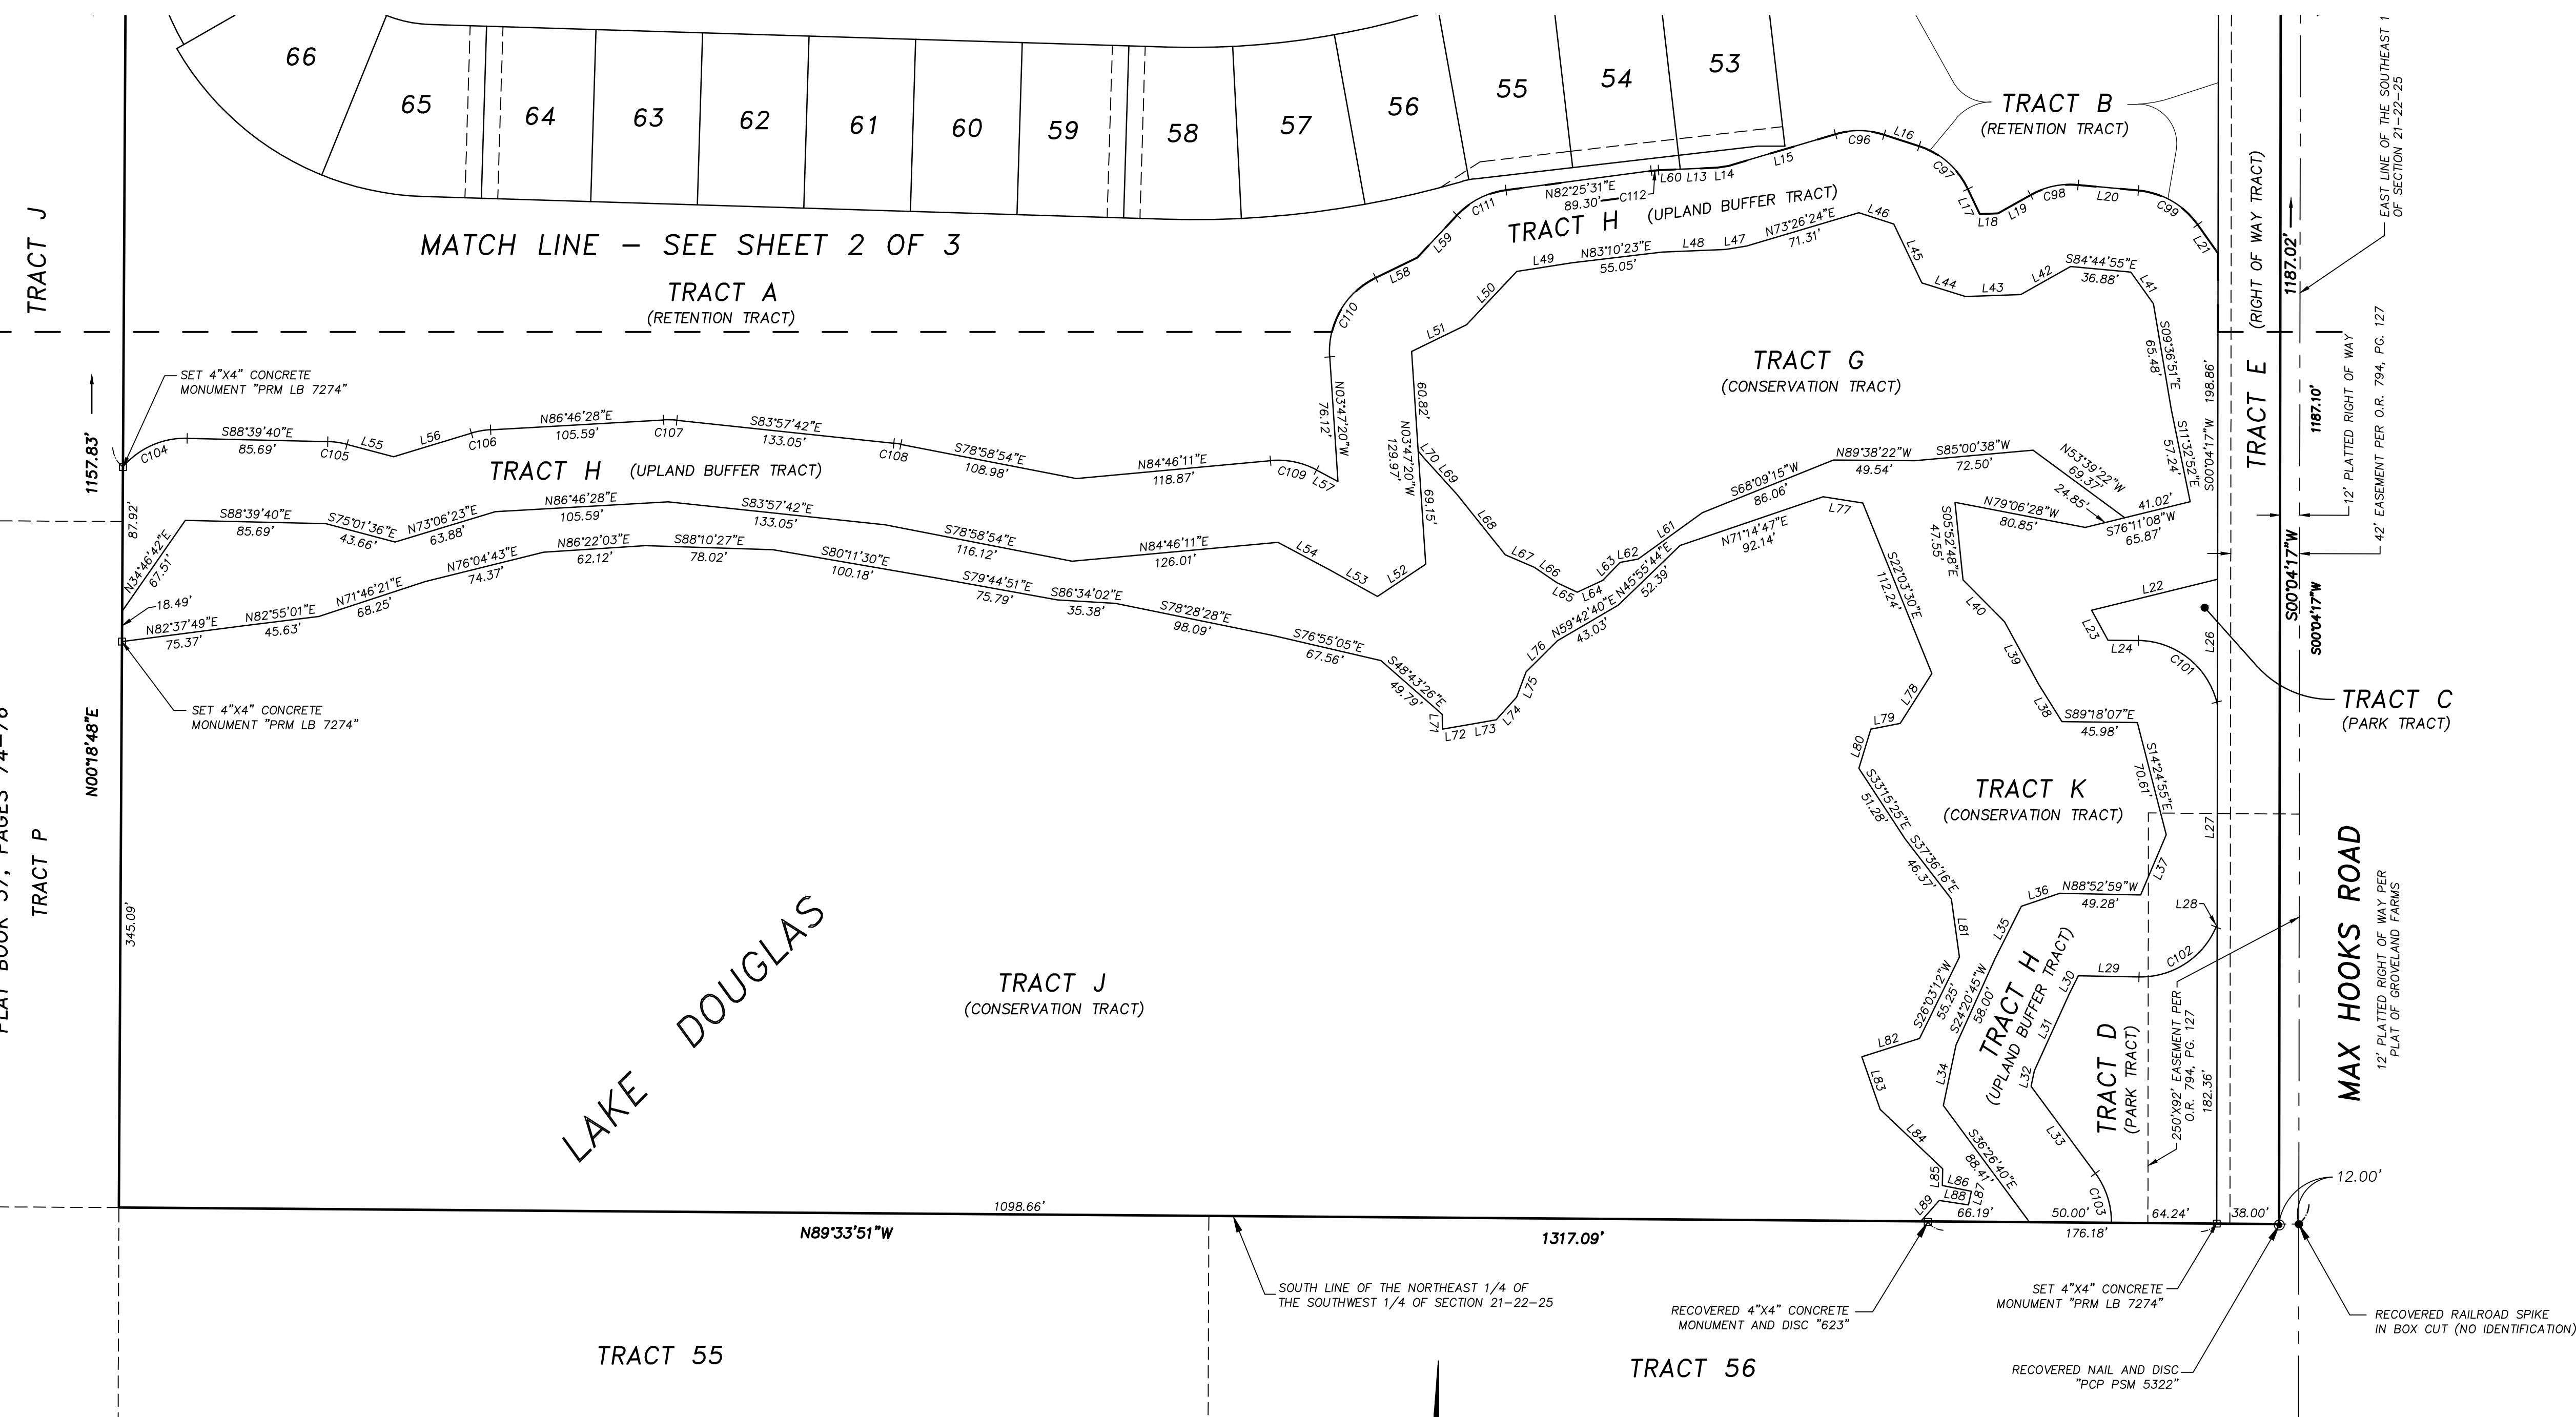 66
65
64
63
62
61
60
59
58
57
56
55
54
53
TRACT B
(RETENTION TRACT)
EAST LINE OF THE SOUTHEAST 1
OF SECTION 21-22-25
TRACT J
MATCH LINE - SEE SHEET 2 OF 3
TRACT A
(RETENTION TRACT)
C111
N82°25'31"E
89.30'
C112
L60 L13 L14
L15
C96
L16
C97
L17
L18
L19
C98
L20
C99
L21
TRACT H (UPLAND BUFFER TRACT)
L59
L58
C110
N03°47'20"W
76.12'
L51
L50
L49
N83°10'23"E
55.05'
L48
L47
N73°26'24"E
71.31'
L46
L45
L44
L43
L42
S84°44'55"E
36.88'
L41
S09°36'51"E
65.48'
S11°32'52"E
57.24'
S00°04'17"W 198.86'
TRACT E (RIGHT OF WAY TRACT)
1187.02'
S00°04'17"W
1187.10'
S00°04'17"W
12' PLATTED RIGHT OF WAY
42' EASEMENT PER O.R. 794, PG. 127
TRACT G
(CONSERVATION TRACT)
SET 4"X4" CONCRETE
MONUMENT "PRM LB 7274"
1157.83'
N00°18'48"E
87.92'
C104
S88°39'40"E
85.69'
C105
L55
L56
C106
N86°46'28"E
105.59'
C107
S83°57'42"E
133.05'
C108
S78°58'54"E
108.98'
N84°46'11"E
118.87'
C109
L57
TRACT H (UPLAND BUFFER TRACT)
N34°46'42"E
67.51'
S88°39'40"E
85.69'
S75°01'36"E
43.66'
N73°06'23"E
63.88'
N86°46'28"E
105.59'
S83°57'42"E
133.05'
S78°58'54"E
116.12'
N84°46'11"E
126.01'
L54
L53
L52
60.82'
N03°47'20"W
129.97'
69.15'
L70
L69
L68
L67
L66
L65
L64
L63
L62
L61
S68°09'15"W
86.06'
N89°38'22"W
49.54'
S85°00'38"W
72.50'
N53°39'22"W
69.37'
24.85'
41.02'
S76°11'08"W
65.87'
N79°06'28"W
80.85'
S05°52'48"E
47.55'
18.49'
N82°37'49"E
75.37'
N82°55'01"E
45.63'
N71°46'21"E
68.25'
N76°04'43"E
74.37'
N86°22'03"E
62.12'
S88°10'27"E
78.02'
S80°11'30"E
100.18'
S79°44'51"E
75.79'
S86°34'02"E
35.38'
S78°28'28"E
98.09'
S76°55'05"E
67.56'
S48°43'26"E
49.79'
L71
L72
L73
L74
L75
L76
N59°42'40"E
43.03'
N45°55'44"E
52.39'
N71°14'47"E
92.14'
L77
S22°03'30"E
112.24'
L78
L79
L80
S33°15'25"E
51.28'
S37°36'16"E
46.37'
L81
S26°03'12"W
55.25'
L82
L83
L84
L85
L86
L87
L88
L89
L40
L39
L38
S89°18'07"E
45.98'
S14°24'55"E
70.61'
L37
N88°52'59"W
49.28'
L36
L35
S24°20'45"W
58.00'
L34
S36°26'40"E
88.41'
L22
L23
L24
C101
L26
L27
L28
C102
L29
L30
L31
L32
L33
C103
TRACT C
(PARK TRACT)
TRACT K
(CONSERVATION TRACT)
TRACT H
(UPLAND BUFFER TRACT)
TRACT D
(PARK TRACT)
250'X92' EASEMENT PER
O.R. 794, PG. 127
182.36'
MAX HOOKS ROAD
12' PLATTED RIGHT OF WAY PER
PLAT OF GROVELAND FARMS
SET 4"X4" CONCRETE
MONUMENT "PRM LB 7274"
TRACT P
345.09'
LAKE DOUGLAS
TRACT J
(CONSERVATION TRACT)
1098.66'
66.19'
50.00'
64.24'
38.00'
12.00'
176.18'
N89°33'51"W
1317.09'
SOUTH LINE OF THE NORTHEAST 1/4 OF
THE SOUTHWEST 1/4 OF SECTION 21-22-25
RECOVERED 4"X4" CONCRETE
MONUMENT AND DISC "623"
SET 4"X4" CONCRETE
MONUMENT "PRM LB 7274"
RECOVERED RAILROAD SPIKE
IN BOX CUT (NO IDENTIFICATION)
RECOVERED NAIL AND DISC
"PCP PSM 5322"
TRACT 55
TRACT 56